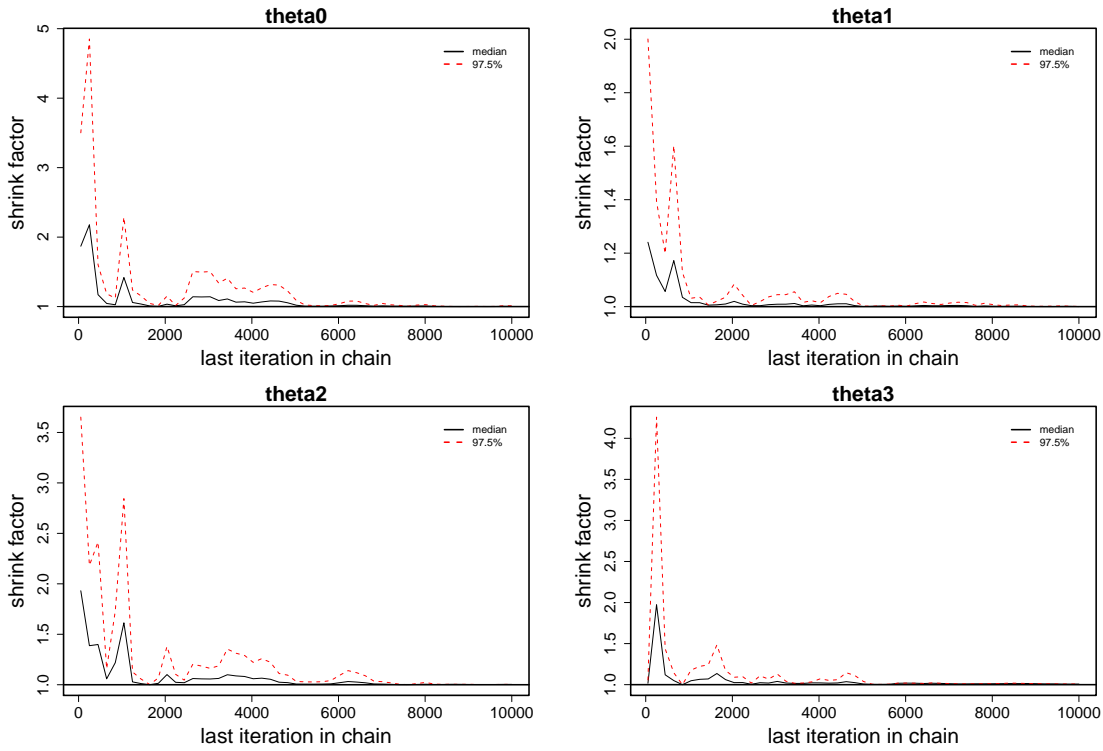 theta0
shrink factor
5
4
3
2
1
median
97.5%
0 2000 4000 6000 8000 10000
last iteration in chain
theta1
shrink factor
2.0
1.8
1.6
1.4
1.2
1.0
median
97.5%
0 2000 4000 6000 8000 10000
last iteration in chain
theta2
shrink factor
3.5
3.0
2.5
2.0
1.5
1.0
median
97.5%
0 2000 4000 6000 8000 10000
last iteration in chain
theta3
shrink factor
4.0
3.5
3.0
2.5
2.0
1.5
1.0
median
97.5%
0 2000 4000 6000 8000 10000
last iteration in chain